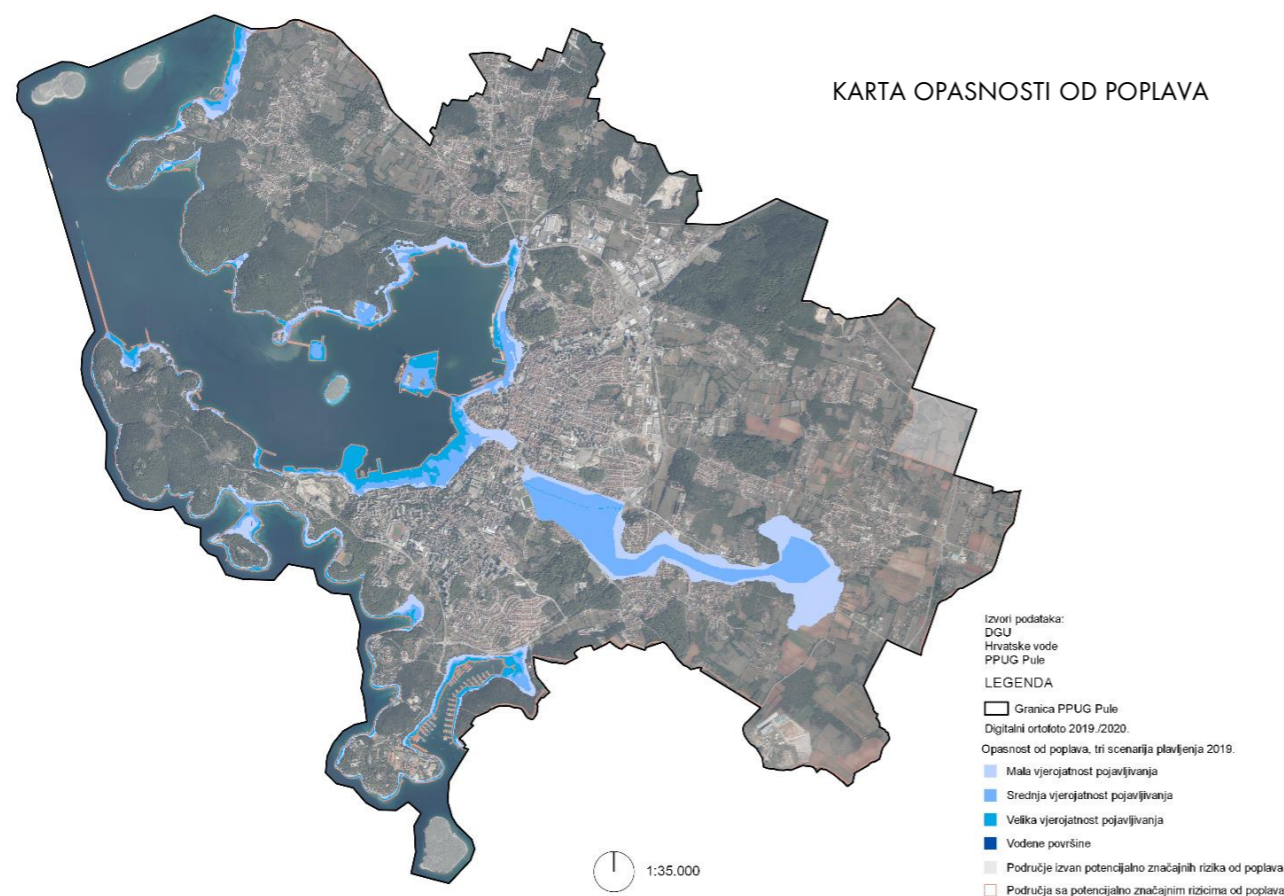 KARTA OPASNOSTI OD POPLAVA
Izvori podataka:
DGU
Hrvatske vode
PPUG Pule
LEGENDA
Granica PPUG Pule
Digitalni ortofoto 2019./2020.
Opasnost od poplava, tri scenarija plavljenja 2019.
Mala vjerojatnost pojavljivanja
Srednja vjerojatnost pojavljivanja
Velika vjerojatnost pojavljivanja
Vodene površine
Područje izvan potencijalno značajnih rizika od poplava
Područja sa potencijalno značajnim rizicima od poplava
1:35.000